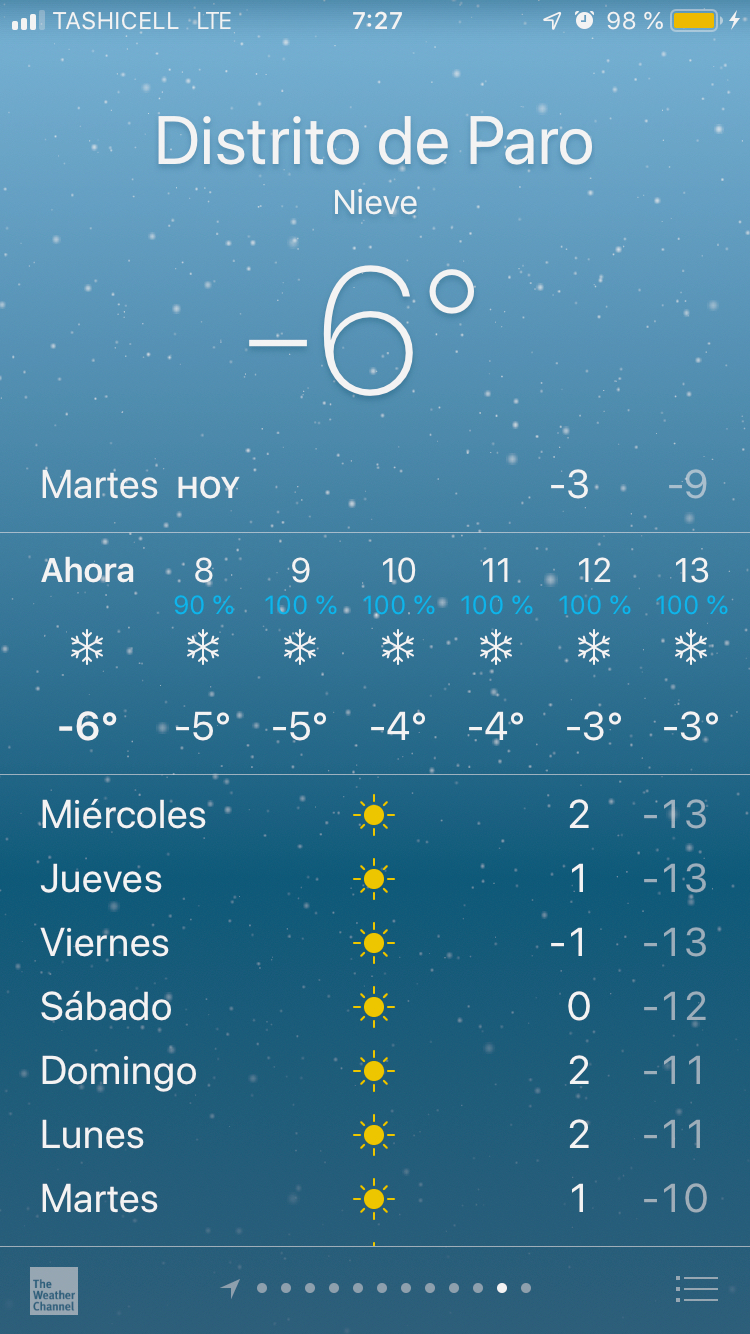 TASHICELL LTE 7:27 98 %
Distrito de Paro
Nieve
–6°
Martes HOY -3 -9
Ahora 8 9 10 11 12 13
90 % 100 % 100 % 100 % 100 % 100 %
-6° -5° -5° -4° -4° -3° -3°
Miércoles 2 -13
Jueves 1 -13
Viernes -1 -13
Sábado 0 -12
Domingo 2 -11
Lunes 2 -11
Martes 1 -10
The
Weather
Channel